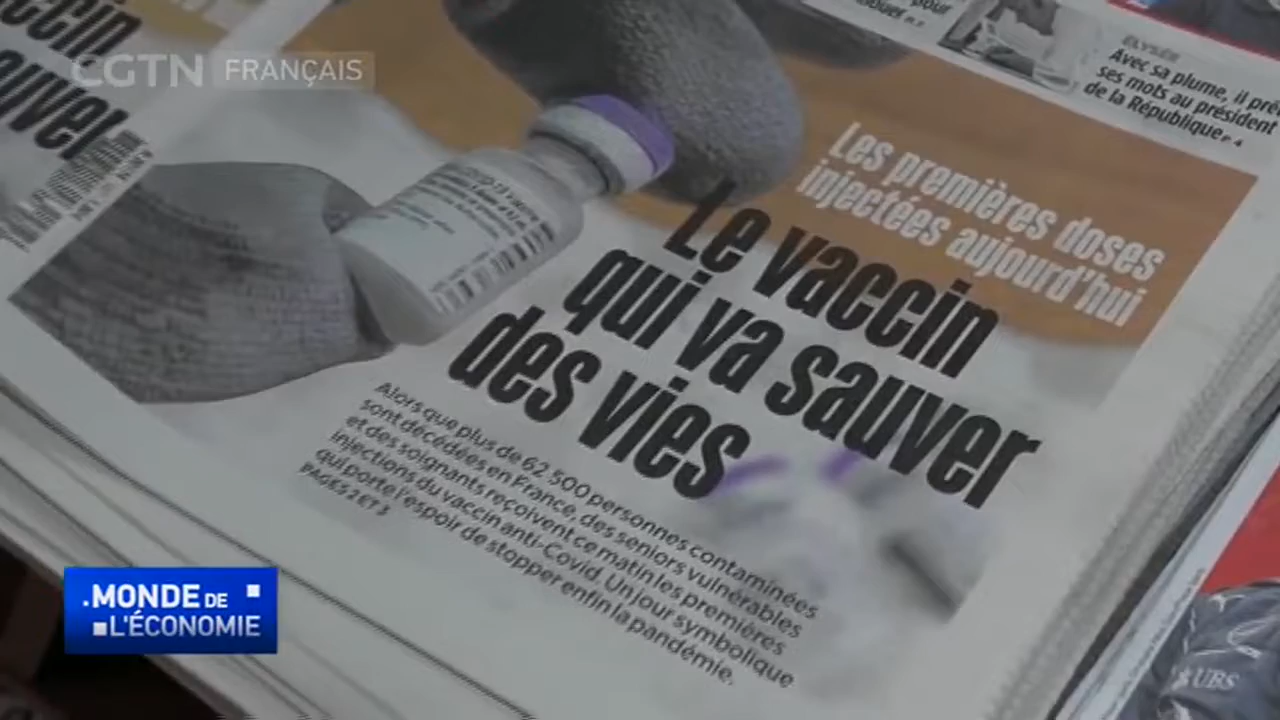 CGTN FRANÇAIS
ÉLYSÉE
Avec sa plume, il
ses mots au président
de la République P. 4
Les premières doses
injectées aujourd'hui
Le vaccin
qui va sauver
des vies
Alors que plus de 62 500 personnes contaminées
sont décédées en France, des seniors vulnérables
et des soignants reçoivent ce matin les premières
injections du vaccin anti-Covid. Un jour symbolique
qui porte l'espoir de stopper enfin la pandémie.
PAGES 2 ET 3
MONDE DE
L'ÉCONOMIE
UBS